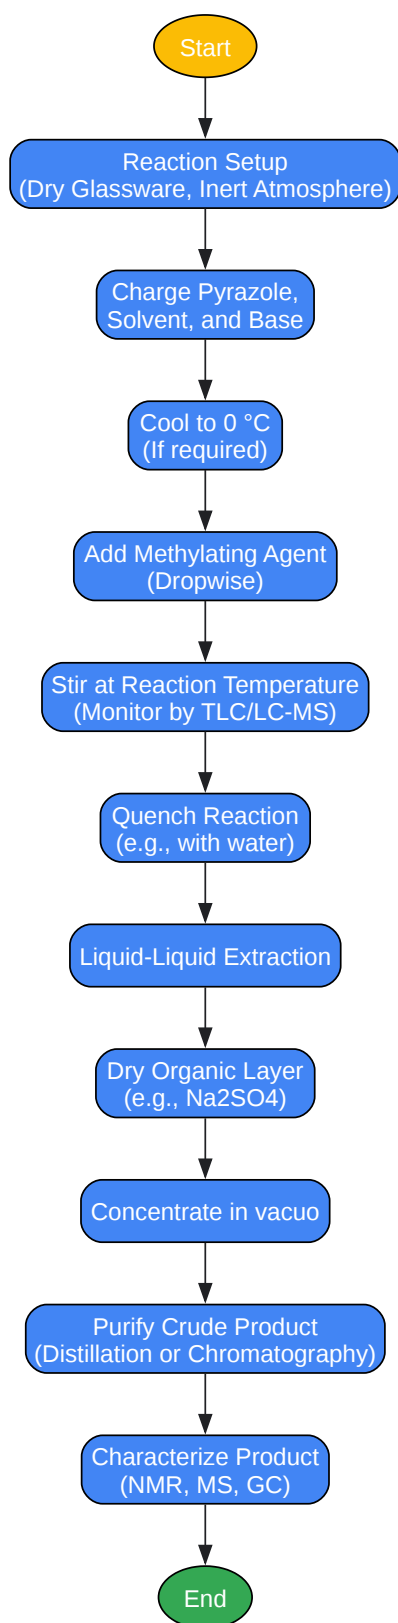 Start
Reaction Setup
(Dry Glassware, Inert Atmosphere)
Charge Pyrazole,
Solvent, and Base
Cool to 0 °C
(If required)
Add Methylating Agent
(Dropwise)
Stir at Reaction Temperature
(Monitor by TLC/LC-MS)
Quench Reaction
(e.g., with water)
Liquid-Liquid Extraction
Dry Organic Layer
(e.g., Na2SO4)
Concentrate in vacuo
Purify Crude Product
(Distillation or Chromatography)
Characterize Product
(NMR, MS, GC)
End